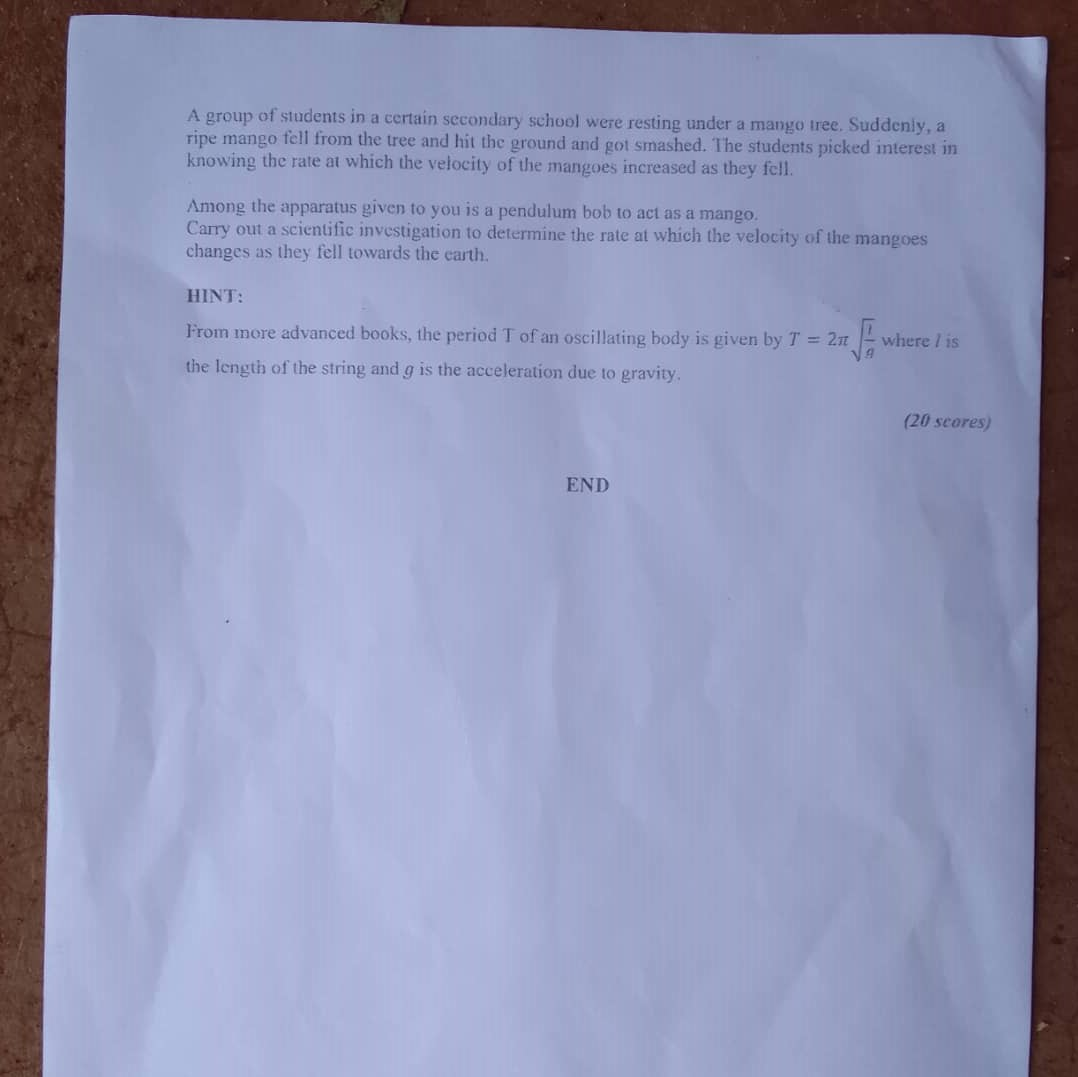 A group of students in a certain secondary school were resting under a mango tree. Suddenly, a
ripe mango fell from the tree and hit the ground and got smashed. The students picked interest in
knowing the rate at which the velocity of the mangoes increased as they fell.
Among the apparatus given to you is a pendulum bob to act as a mango.
Carry out a scientific investigation to determine the rate at which the velocity of the mangoes
changes as they fell towards the earth.
HINT:
From more advanced books, the period T of an oscillating body is given by T = 2π √(l/g) where l is
the length of the string and g is the acceleration due to gravity.
(20 scores)
END